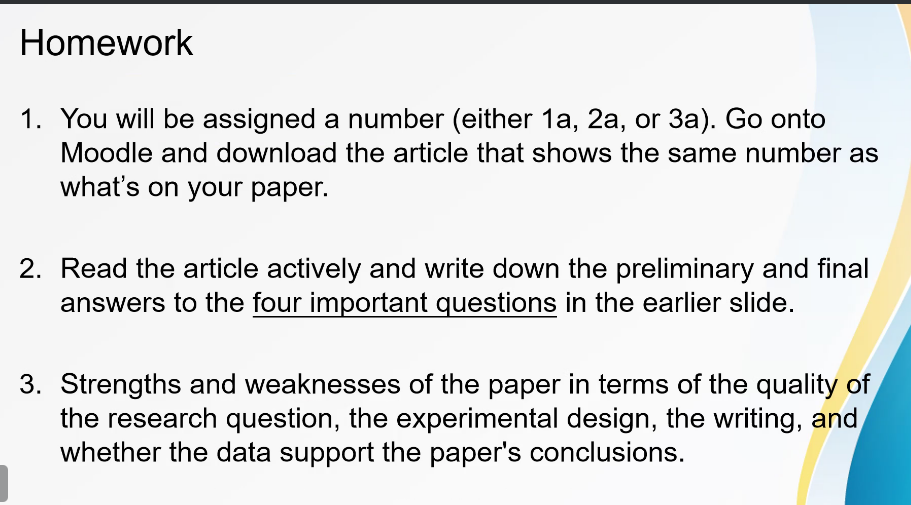 Homework
1. You will be assigned a number (either 1a, 2a, or 3a). Go onto
Moodle and download the article that shows the same number as
what’s on your paper.
2. Read the article actively and write down the preliminary and final
answers to the four important questions in the earlier slide.
3. Strengths and weaknesses of the paper in terms of the quality of
the research question, the experimental design, the writing, and
whether the data support the paper's conclusions.